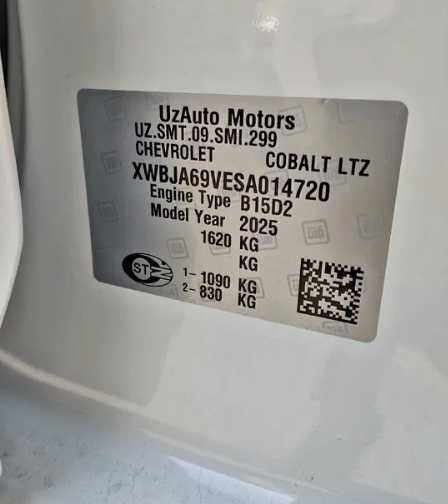 UzAuto Motors
UZ.SMT.09.SMI.299
CHEVROLET COBALT LTZ
XWBJA69VESA014720
Engine Type B15D2
Model Year 2025
1620 KG
KG
1- 1090 KG
2- 830 KG
ST